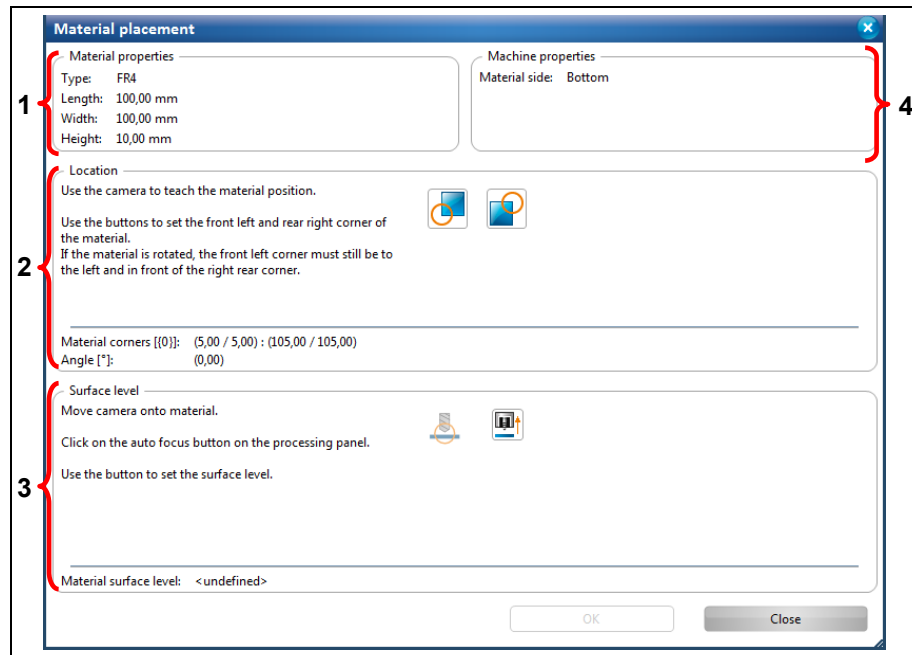 Material placement
1
Material properties
Type: FR4
Length: 100,00 mm
Width: 100,00 mm
Height: 10,00 mm
Machine properties
Material side: Bottom
4
2
Location
Use the camera to teach the material position.
Use the buttons to set the front left and rear right corner of
the material.
If the material is rotated, the front left corner must still be to
the left and in front of the right rear corner.
Material corners [{0}]: (5,00 / 5,00) : (105,00 / 105,00)
Angle [°]: (0,00)
3
Surface level
Move camera onto material.
Click on the auto focus button on the processing panel.
Use the button to set the surface level.
Material surface level: <undefined>
OK
Close